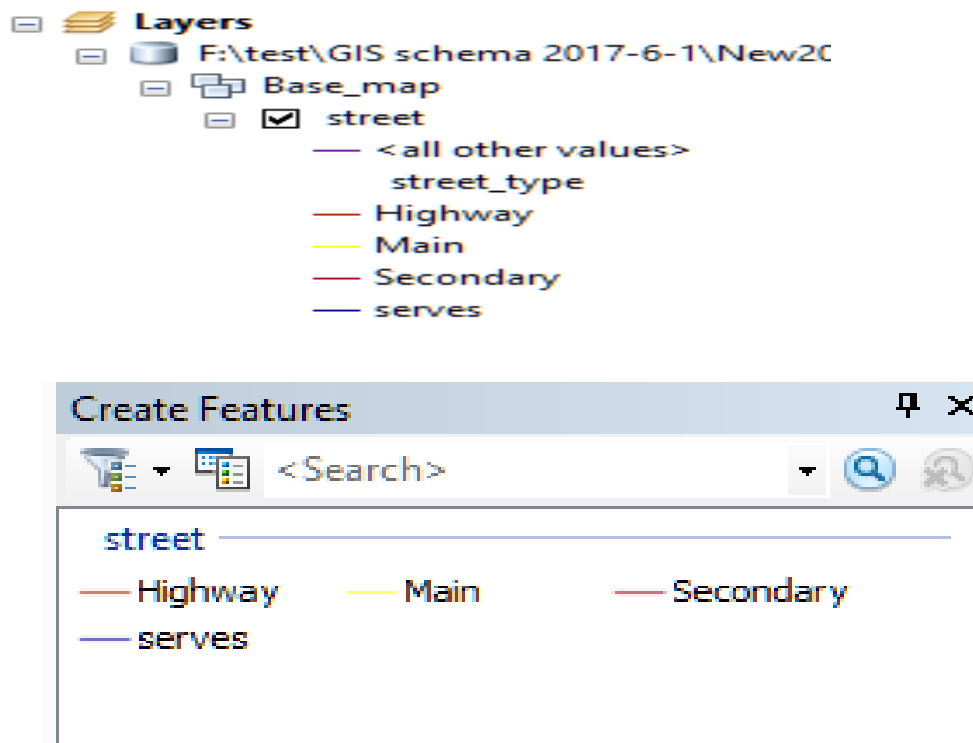 Layers
F:\test\GIS schema 2017-6-1\New20
Base_map
street
<all other values>
street_type
Highway
Main
Secondary
serves
Create Features
<Search>
street
Highway Main Secondary
serves